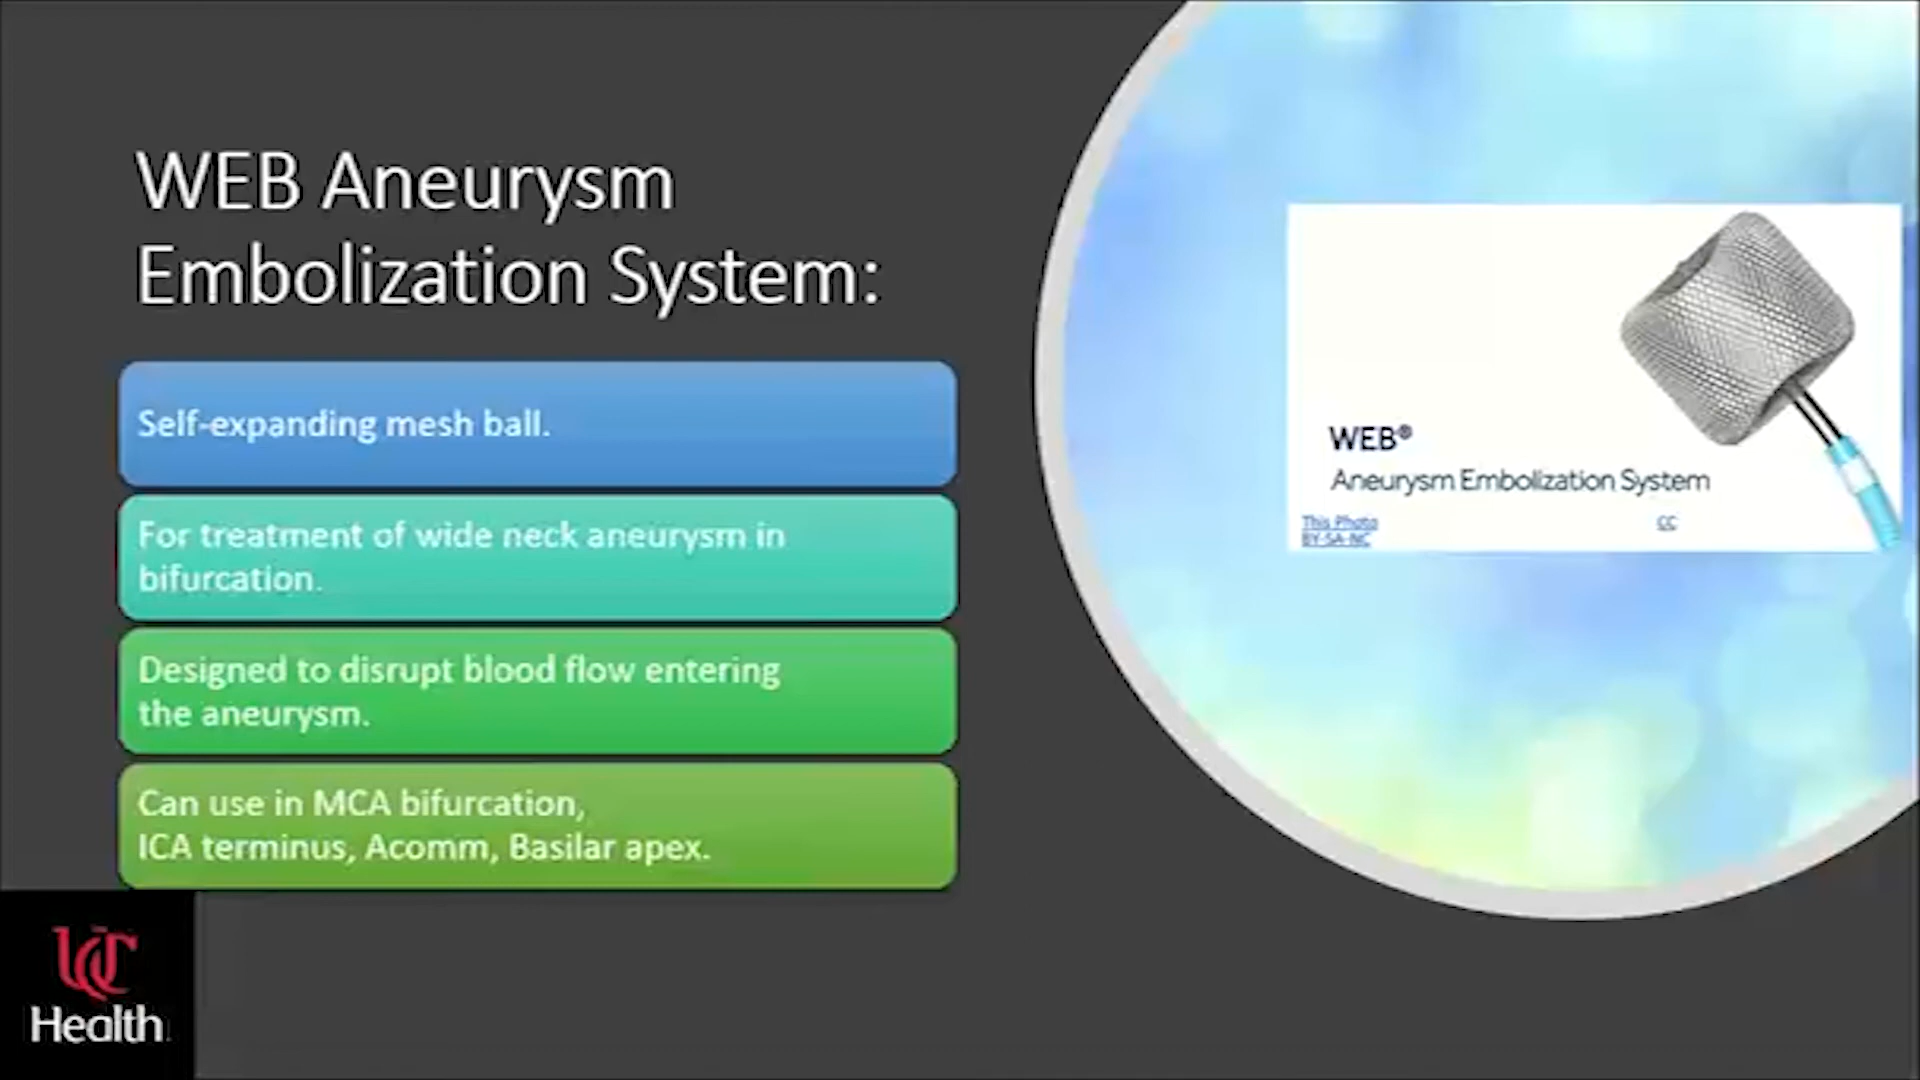 WEB Aneurysm
Embolization System:
Self-expanding mesh ball.
For treatment of wide neck aneurysm in
bifurcation.
Designed to disrupt blood flow entering
the aneurysm.
Can use in MCA bifurcation,
ICA terminus, Acomm, Basilar apex.
WEB®
Aneurysm Embolization System
This Photo CC
BY-SA-NC
UC
Health